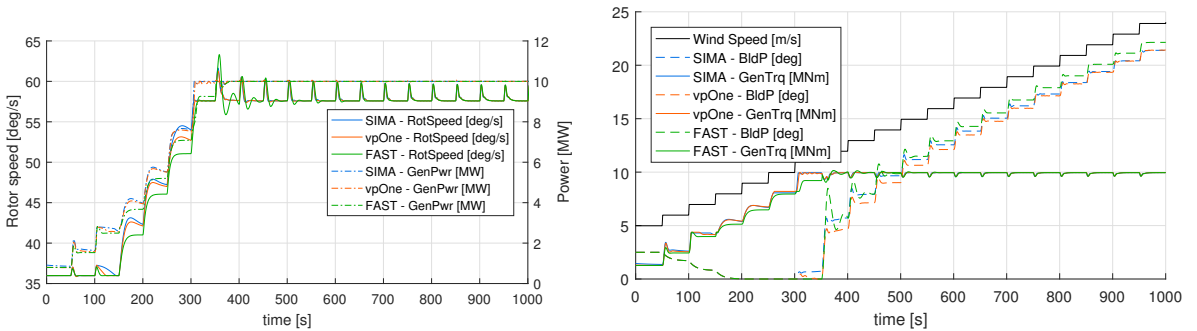 65
60
55
50
45
40
35
Rotor speed [deg/s]
0
100
200
300
400
500
600
700
800
900
1000
time [s]
12
10
8
6
4
2
0
Power [MW]
SIMA - RotSpeed [deg/s]
vpOne - RotSpeed [deg/s]
FAST - RotSpeed [deg/s]
SIMA - GenPwr [MW]
vpOne - GenPwr [MW]
FAST - GenPwr [MW]
25
20
15
10
5
0
0
100
200
300
400
500
600
700
800
900
1000
time [s]
Wind Speed [m/s]
SIMA - BldP [deg]
SIMA - GenTrq [MNm]
vpOne - BldP [deg]
vpOne - GenTrq [MNm]
FAST - BldP [deg]
FAST - GenTrq [MNm]